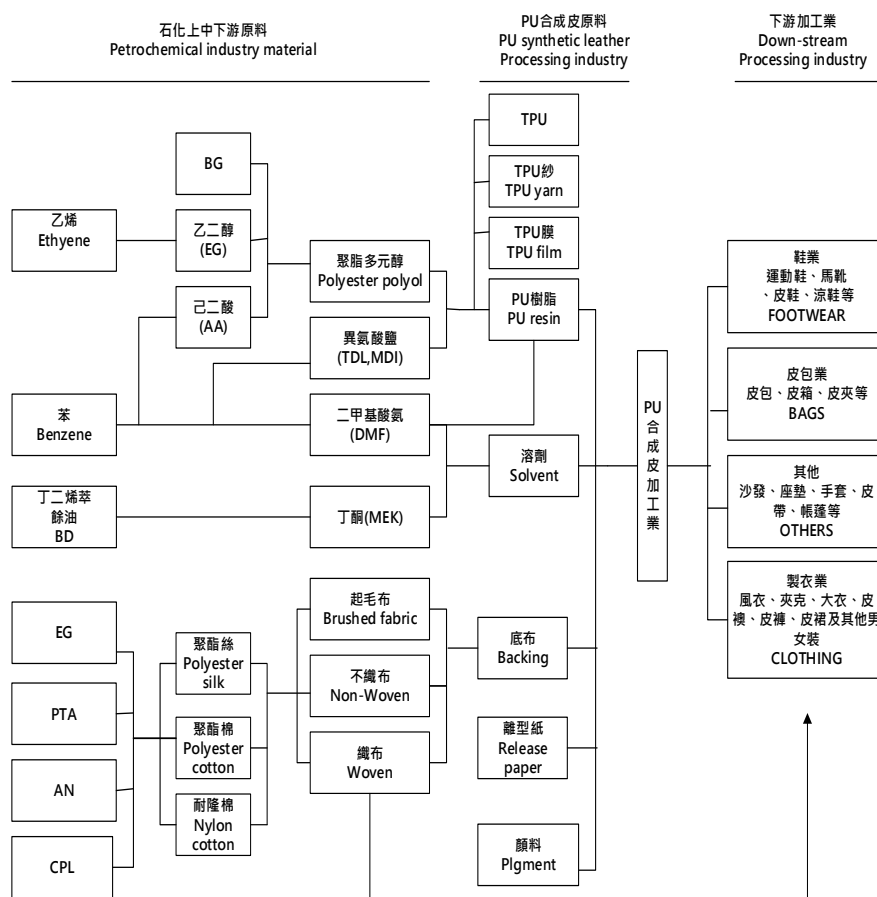 石化上中下游原料
Petrochemical industry material
PU合成皮原料
PU synthetic leather
Processing industry
下游加工業
Down-stream
Processing industry
BG
乙烯
Ethyene
乙二醇
(EG)
己二酸
(AA)
苯
Benzene
丁二烯萃
餘油
BD
聚脂多元醇
Polyester polyol
異氨酸鹽
(TDL,MDI)
二甲基酸氨
(DMF)
丁酮(MEK)
TPU
TPU紗
TPU yarn
TPU膜
TPU film
PU樹脂
PU resin
溶劑
Solvent
EG
PTA
AN
CPL
聚酯絲
Polyester
silk
聚酯棉
Polyester
cotton
耐隆棉
Nylon
cotton
起毛布
Brushed fabric
不織布
Non-Woven
織布
Woven
底布
Backing
離型紙
Release
paper
顏料
Plgment
PU
合
成
皮
加
工
業
鞋業
運動鞋、馬靴
、皮鞋、涼鞋等
FOOTWEAR
皮包業
皮包、皮箱、皮夾等
BAGS
其他
沙發、座墊、手套、皮
帶、帳蓬等
OTHERS
製衣業
風衣、夾克、大衣、皮
襖、皮褲、皮裙及其他男
女裝
CLOTHING